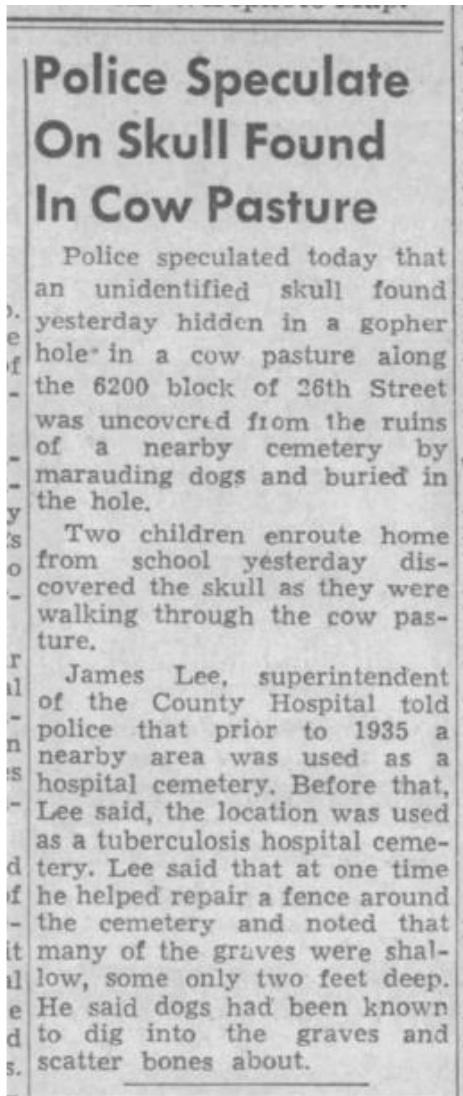 Police Speculate
On Skull Found
In Cow Pasture
Police speculated today that
an unidentified skull found
yesterday hidden in a gopher
hole in a cow pasture along
the 6200 block of 26th Street
was uncovered from the ruins
of a nearby cemetery by
marauding dogs and buried in
the hole.
Two children enroute home
from school yesterday dis-
covered the skull as they were
walking through the cow pas-
ture.
James Lee, superintendent
of the County Hospital told
police that prior to 1935 a
nearby area was used as a
hospital cemetery. Before that,
Lee said, the location was used
as a tuberculosis hospital ceme-
tery. Lee said that at one time
he helped repair a fence around
the cemetery and noted that
many of the graves were shal-
low, some only two feet deep.
He said dogs had been known
to dig into the graves and
scatter bones about.